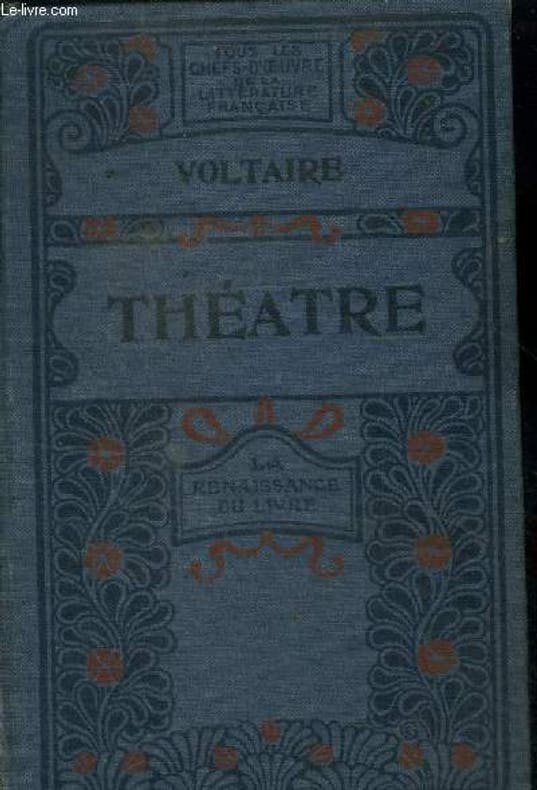 Le-livre.com
TOUS LES
CHEFS-D'ŒUVRE
DE LA
LITTÉRATURE
FRANÇAISE
VOLTAIRE
THÉATRE
LA
RENAISSANCE
DU LIVRE